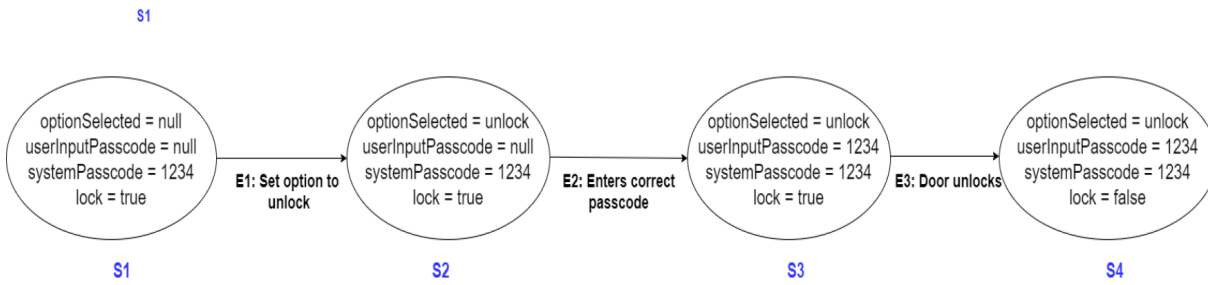 S1
optionSelected = null
userInputPasscode = null
systemPasscode = 1234
lock = true
E1: Set option to
unlock
optionSelected = unlock
userInputPasscode = null
systemPasscode = 1234
lock = true
E2: Enters correct
passcode
optionSelected = unlock
userInputPasscode = 1234
systemPasscode = 1234
lock = true
E3: Door unlocks
optionSelected = unlock
userInputPasscode = 1234
systemPasscode = 1234
lock = false
S1
S2
S3
S4